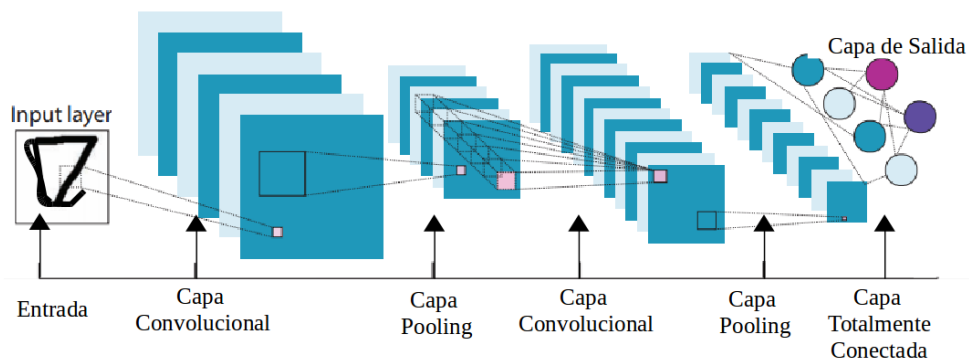 Capa de Salida
Input layer
Entrada
Capa
Convolucional
Capa
Pooling
Capa
Convolucional
Capa
Pooling
Capa
Totalmente
Conectada